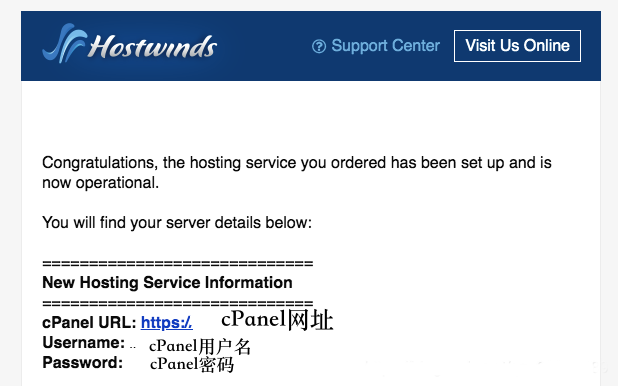 Hostwinds
? Support Center
Visit Us Online
Congratulations, the hosting service you ordered has been set up and is
now operational.
You will find your server details below:
=============================
New Hosting Service Information
=============================
cPanel URL: https:/. cPanel网址
Username: .. cPanel用户名
Password: cPanel密码